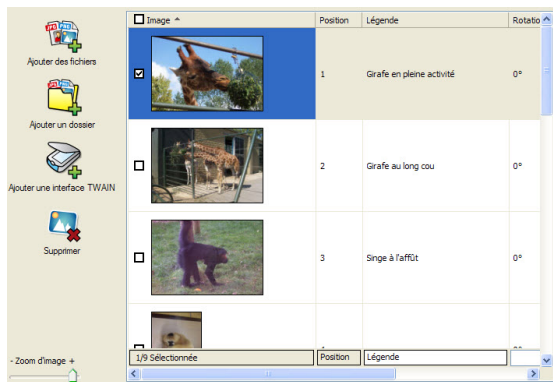 Image Position Légende Rotatio
Ajouter des fichiers
1 Girafe en pleine activité 0°
Ajouter un dossier
2 Girafe au long cou 0°
Ajouter une interface TWAIN
Supprimer
3 Singe à l'affût 0°
1/9 Sélectionnée Position Légende
- Zoom d'image +